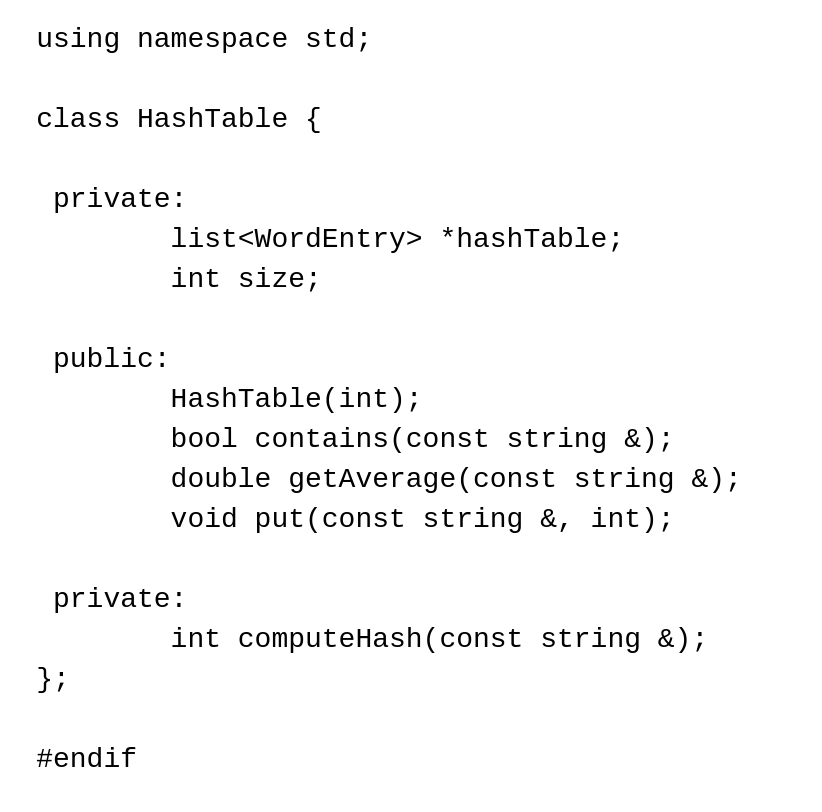 using namespace std;
class HashTable {
private:
list<WordEntry> *hashTable;
int size;
public:
HashTable(int);
bool contains(const string &);
double getAverage(const string &);
void put(const string &, int);
private:
int computeHash(const string &);
};
#endif